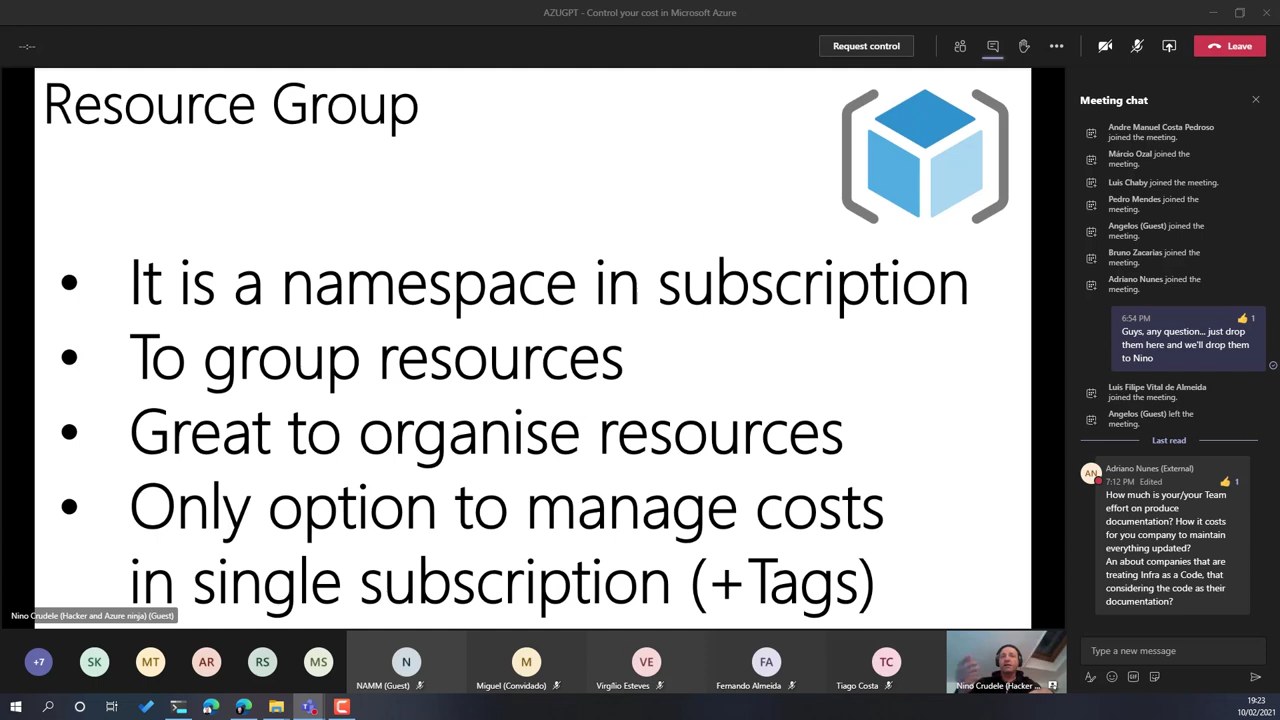 AZUGPT - Control your cost in Microsoft Azure
--:--
Request control
Leave
Resource Group
• It is a namespace in subscription
• To group resources
• Great to organise resources
• Only option to manage costs
in single subscription (+Tags)
Nino Crudele (Hacker and Azure ninja) (Guest)
Meeting chat
Andre Manuel Costa Pedroso
joined the meeting.
Márcio Ozal joined the
meeting.
Luis Chaby joined the meeting.
Pedro Mendes joined the
meeting.
Angelos (Guest) joined the
meeting.
Bruno Zacarias joined the
meeting.
Adriano Nunes joined the
meeting.
6:54 PM 1
Guys, any question... just drop
them here and we'll drop them
to Nino
Luis Filipe Vital de Almeida
joined the meeting.
Angelos (Guest) left the
meeting.
Last read
AN
Adriano Nunes (External)
7:12 PM Edited 1
How much is your/your Team
effort on produce
documentation? How it costs
for you company to maintain
everything updated?
An about companies that are
treating Infra as a Code, that
considering the code as their
documentation?
Type a new message
+7
SK
MT
AR
RS
MS
N
NAMM (Guest)
M
Miguel (Convidado)
VE
Virgílio Esteves
FA
Fernando Almeida
TC
Tiago Costa
Nino Crudele (Hacker ...
19:23
10/02/2021